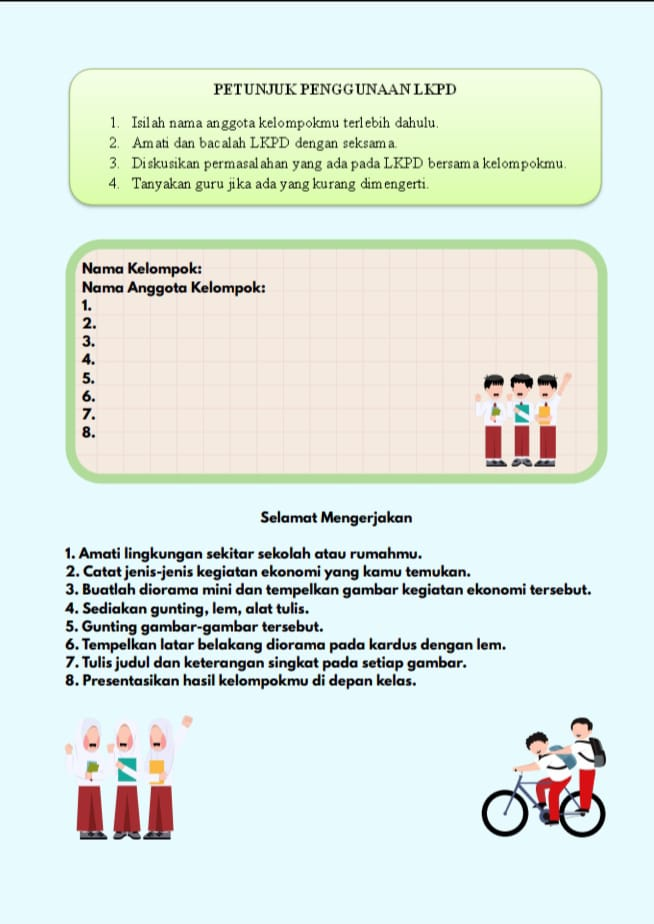 PETUNJUK PENGGUNAAN LKPD
1. Isilah nama anggota kelompokmu terlebih dahulu.
2. Amati dan bacalah LKPD dengan seksama.
3. Diskusikan permasalahan yang ada pada LKPD bersama kelompokmu.
4. Tanyakan guru jika ada yang kurang dimengerti.
Nama Kelompok:
Nama Anggota Kelompok:
1.
2.
3.
4.
5.
6.
7.
8.
Selamat Mengerjakan
1. Amati lingkungan sekitar sekolah atau rumahmu.
2. Catat jenis-jenis kegiatan ekonomi yang kamu temukan.
3. Buatlah diorama mini dan tempelkan gambar kegiatan ekonomi tersebut.
4. Sediakan gunting, lem, alat tulis.
5. Gunting gambar-gambar tersebut.
6. Tempelkan latar belakang diorama pada kardus dengan lem.
7. Tulis judul dan keterangan singkat pada setiap gambar.
8. Presentasikan hasil kelompokmu di depan kelas.